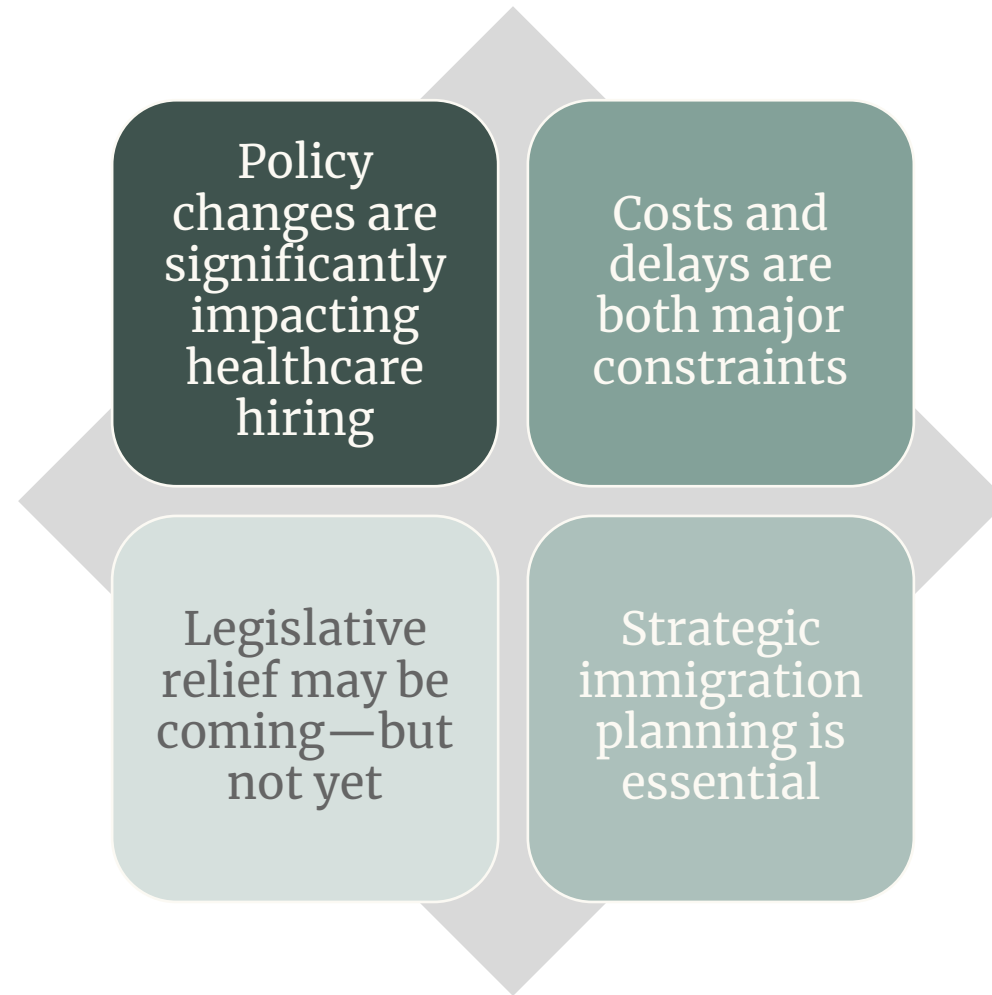 Policy
changes are
significantly
impacting
healthcare
hiring
Costs and
delays are
both major
constraints
Legislative
relief may be
coming—but
not yet
Strategic
immigration
planning is
essential